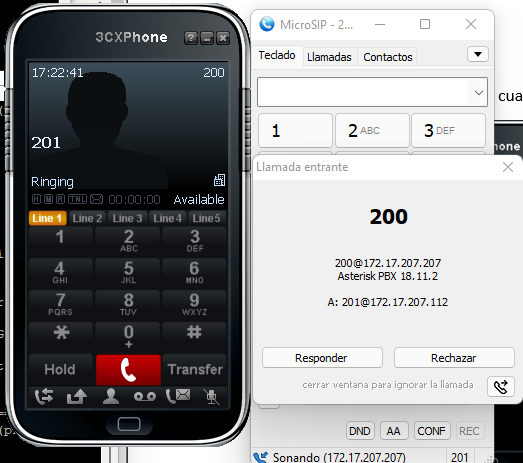 3CXPhone
17:22:41 200
201
Ringing
H M R TNL 00:00:00 Available
Line 1 Line 2 Line 3 Line 4 Line5
1 2 3
ABC DEF
4 5 6
GHI JKL MNO
7 8 9
PQRS TUV WXYZ
* 0 #
+
Hold Transfer
MicroSIP - 2...
Teclado Llamadas Contactos
1 2 ABC 3 DEF
cua
hone
Llamada entrante
200
200@172.17.207.207
Asterisk PBX 18.11.2
A: 201@172.17.207.112
Responder Rechazar
cerrar ventana para ignorar la llamada
DND AA CONF REC
Sonando (172.17.207.207) 201